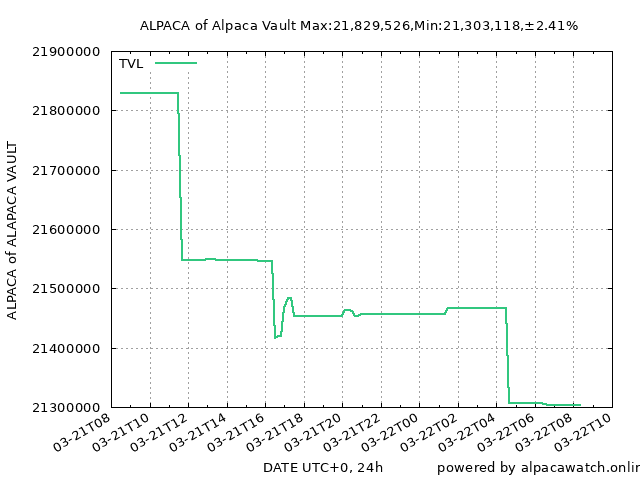 ALPACA of Alpaca Vault Max:21,829,526,Min:21,303,118,±2.41%
21900000
TVL
21800000
21700000
21600000
21500000
21400000
21300000
ALPACA of ALAPACA VAULT
03-21T08
03-21T10
03-21T12
03-21T14
03-21T16
03-21T18
03-21T20
03-21T22
03-22T00
03-22T02
03-22T04
03-22T06
03-22T08
03-22T10
DATE UTC+0, 24h
powered by alpacawatch.onlin